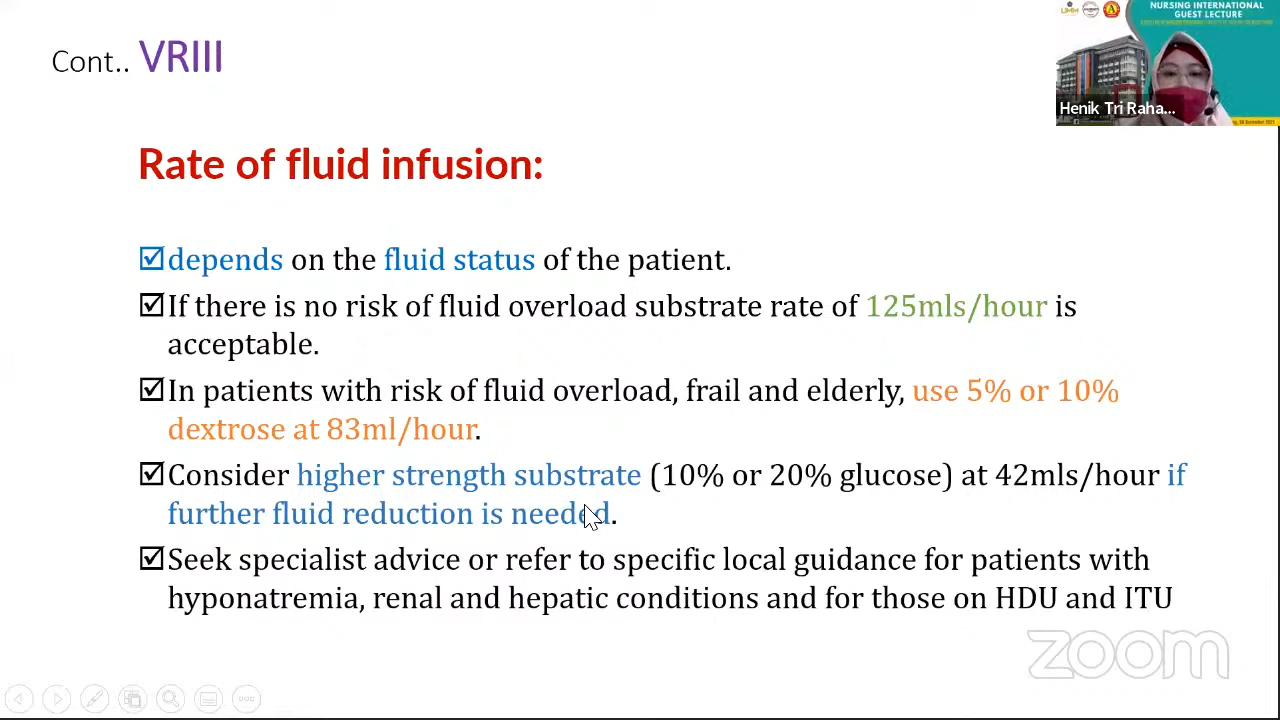 Cont.. VRIII
NURSING INTERNATIONAL
GUEST LECTURE
UMM
Henik Tri Raha...
Rate of fluid infusion:
☑depends on the fluid status of the patient.
☑If there is no risk of fluid overload substrate rate of 125mls/hour is
acceptable.
☑In patients with risk of fluid overload, frail and elderly, use 5% or 10%
dextrose at 83ml/hour.
☑Consider higher strength substrate (10% or 20% glucose) at 42mls/hour if
further fluid reduction is needed.
☑Seek specialist advice or refer to specific local guidance for patients with
hyponatremia, renal and hepatic conditions and for those on HDU and ITU
zoom